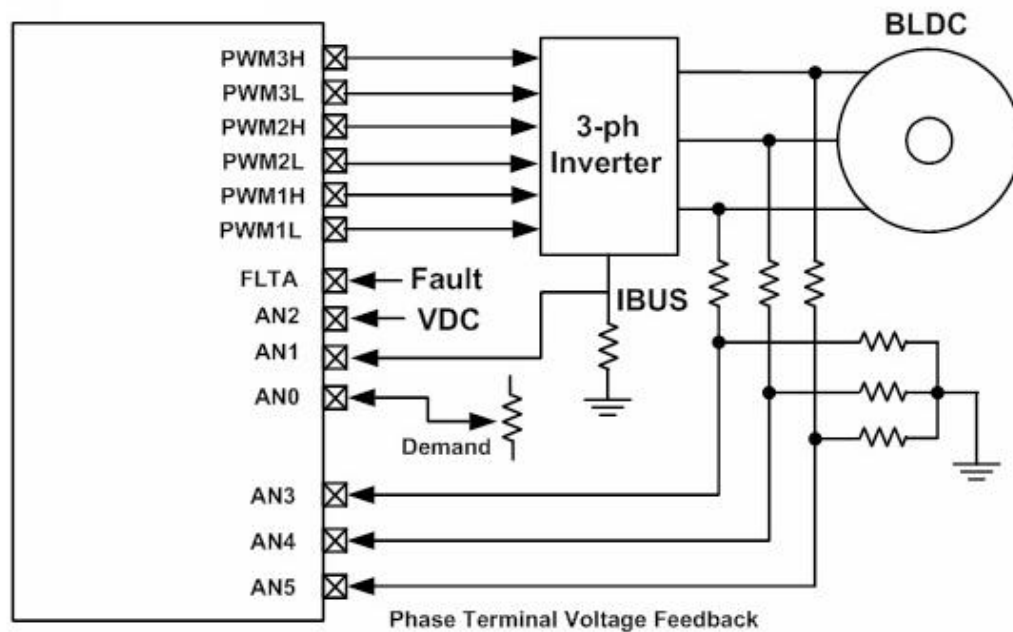 BLDC
PWM3H
PWM3L
PWM2H
PWM2L
PWM1H
PWM1L
3-ph
Inverter
FLTA
Fault
IBUS
AN2
VDC
AN1
AN0
Demand
AN3
AN4
AN5
Phase Terminal Voltage Feedback